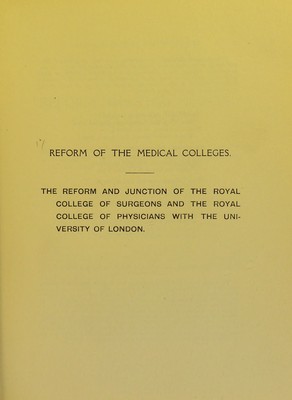 REFORM OF THE MEDICAL COLLEGES.
THE REFORM AND JUNCTION OF THE ROYAL
COLLEGE OF SURGEONS AND THE ROYAL
COLLEGE OF PHYSICIANS WITH THE UNI-
VERSITY OF LONDON.